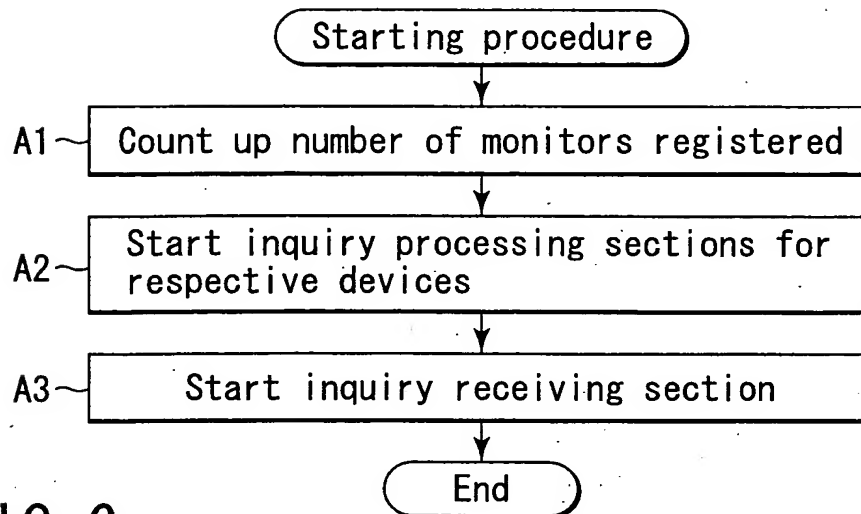 Starting procedure
A1 Count up number of monitors registered
A2 Start inquiry processing sections for
respective devices
A3 Start inquiry receiving section
End